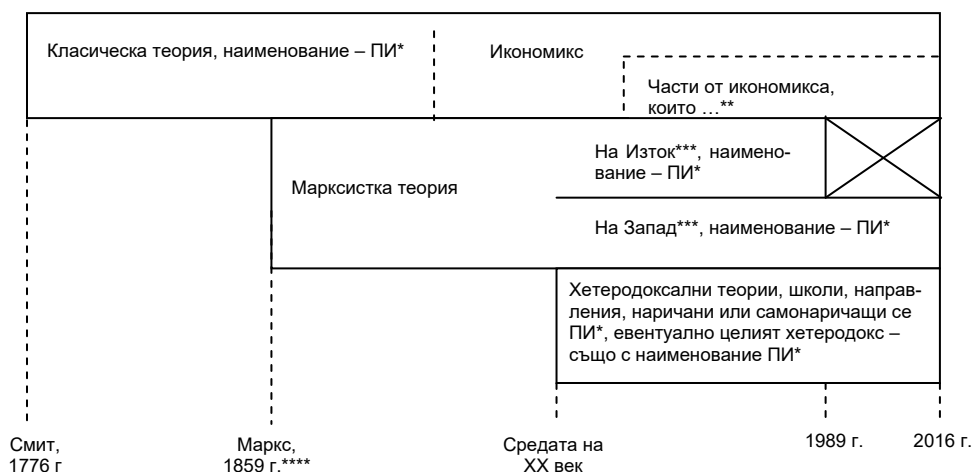 Класическа теория, наименование – ПИ*
Икономикс
Части от икономикса,
които …**
Марксистка теория
На Изток***, наимено-
вание – ПИ*
На Запад***, наименование – ПИ*
Хетеродоксални теории, школи, направ-
ления, наричани или самонаричащи се
ПИ*, евентуално целият хетеродокс –
също с наименование ПИ*
Смит,
1776 г
Маркс,
1859 г.****
Средата на
XX век
1989 г.
2016 г.